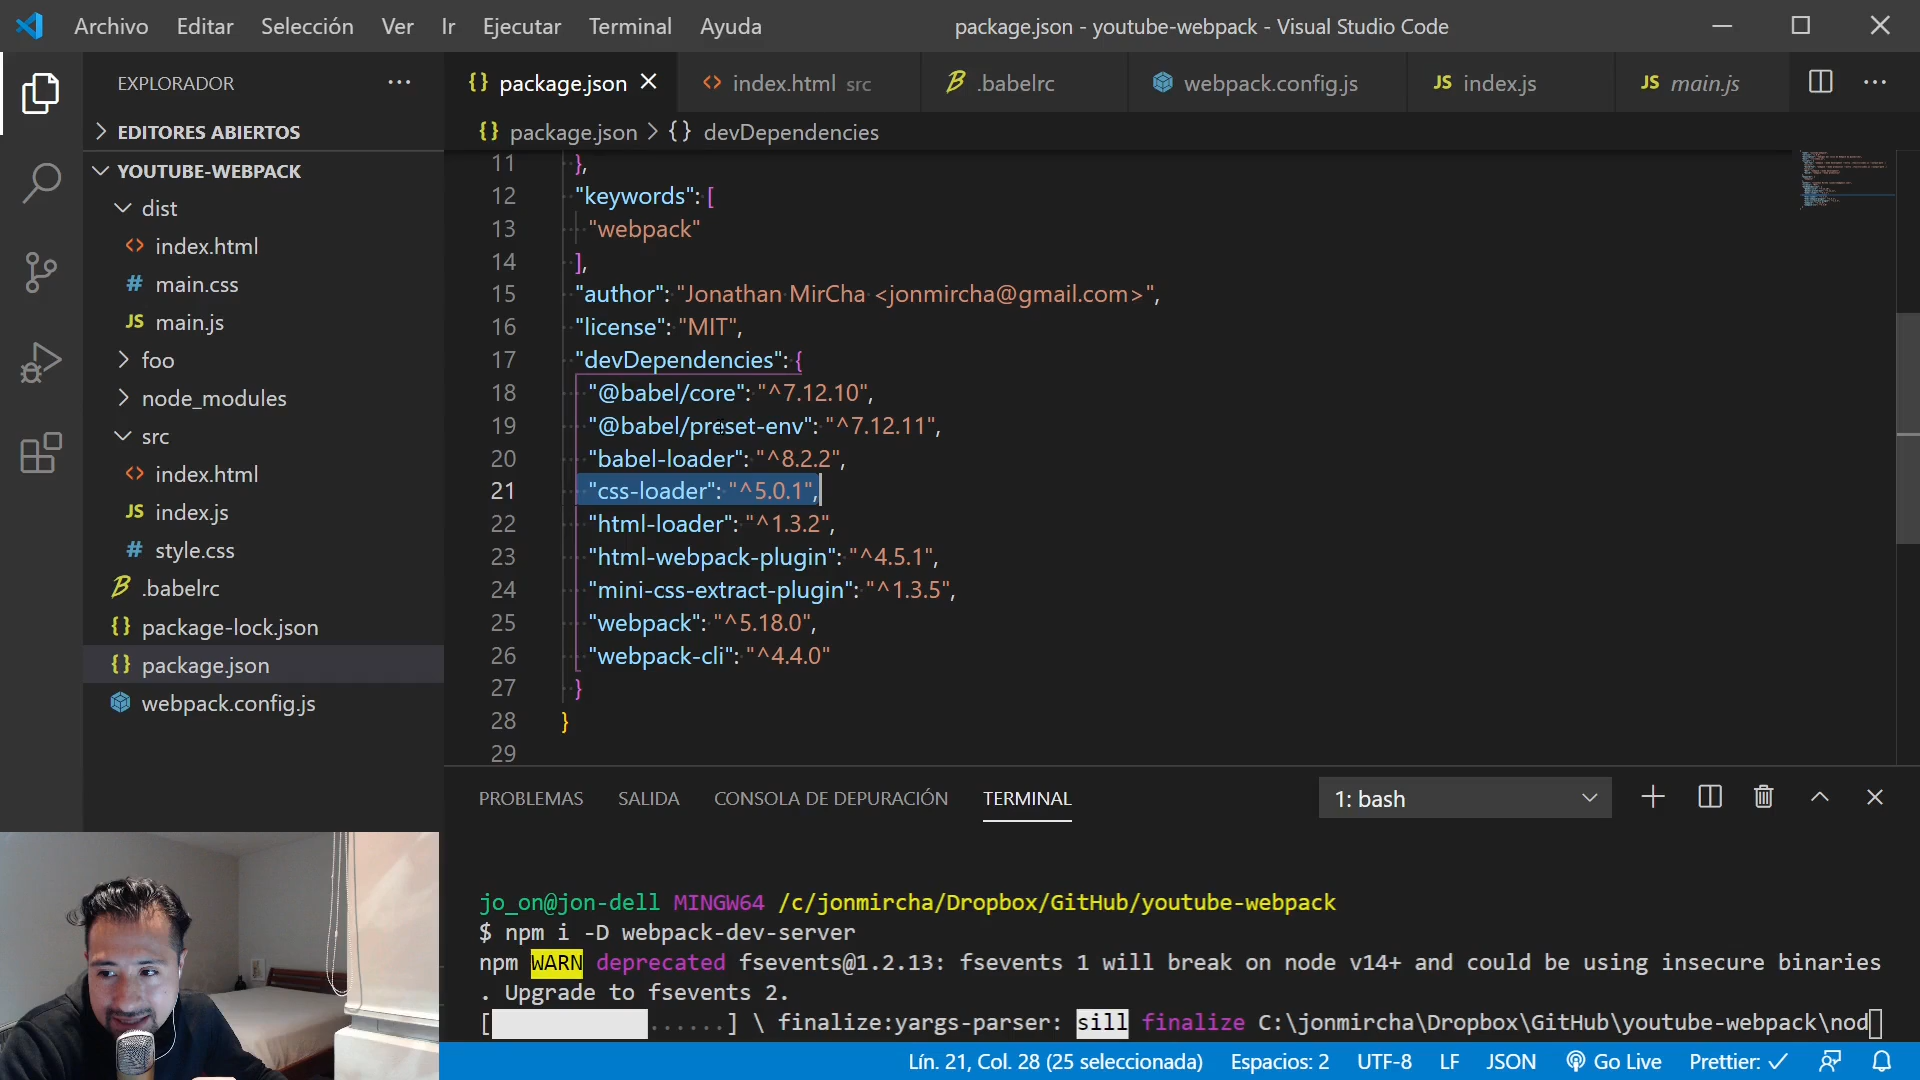 Archivo Editar Selección Ver Ir Ejecutar Terminal Ayuda package.json - youtube-webpack - Visual Studio Code
EXPLORADOR
EDITORES ABIERTOS
YOUTUBE-WEBPACK
dist
index.html
main.css
main.js
foo
node_modules
src
index.html
index.js
style.css
.babelrc
package-lock.json
package.json
webpack.config.js
package.json index.html src .babelrc webpack.config.js index.js main.js
package.json > {} devDependencies
11 },
12 "keywords": [
13 "webpack"
14 ],
15 "author": "Jonathan MirCha <jonmircha@gmail.com>",
16 "license": "MIT",
17 "devDependencies": {
18 "@babel/core": "^7.12.10",
19 "@babel/preset-env": "^7.12.11",
20 "babel-loader": "^8.2.2",
21 "css-loader": "^5.0.1",
22 "html-loader": "^1.3.2",
23 "html-webpack-plugin": "^4.5.1",
24 "mini-css-extract-plugin": "^1.3.5",
25 "webpack": "^5.18.0",
26 "webpack-cli": "^4.4.0"
27 }
28 }
29
PROBLEMAS SALIDA CONSOLA DE DEPURACIÓN TERMINAL 1: bash
jo_on@jon-dell MINGW64 /c/jonmircha/Dropbox/GitHub/youtube-webpack
$ npm i -D webpack-dev-server
npm WARN deprecated fsevents@1.2.13: fsevents 1 will break on node v14+ and could be using insecure binaries
. Upgrade to fsevents 2.
[ ......] \ finalize:yargs-parser: sill finalize C:\jonmircha\Dropbox\GitHub\youtube-webpack\nod
Lín. 21, Col. 28 (25 seleccionada) Espacios: 2 UTF-8 LF JSON Go Live Prettier: ✓